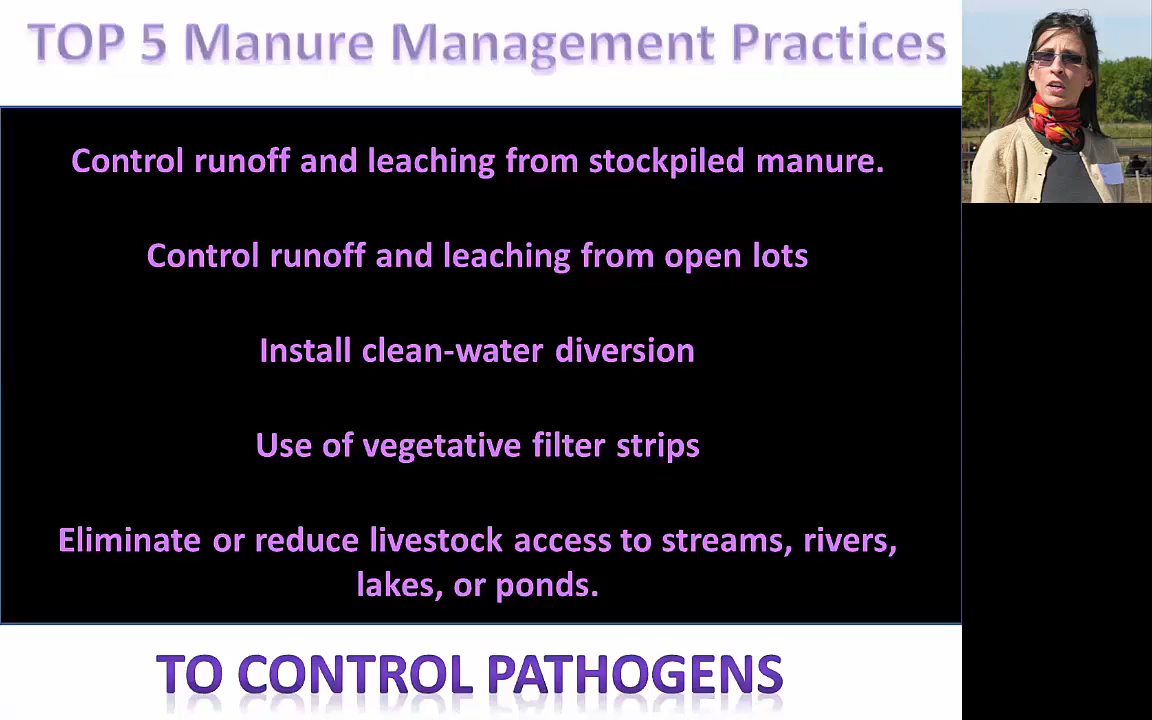 TOP 5 Manure Management Practices
Control runoff and leaching from stockpiled manure.
Control runoff and leaching from open lots
Install clean-water diversion
Use of vegetative filter strips
Eliminate or reduce livestock access to streams, rivers,
lakes, or ponds.
TO CONTROL PATHOGENS